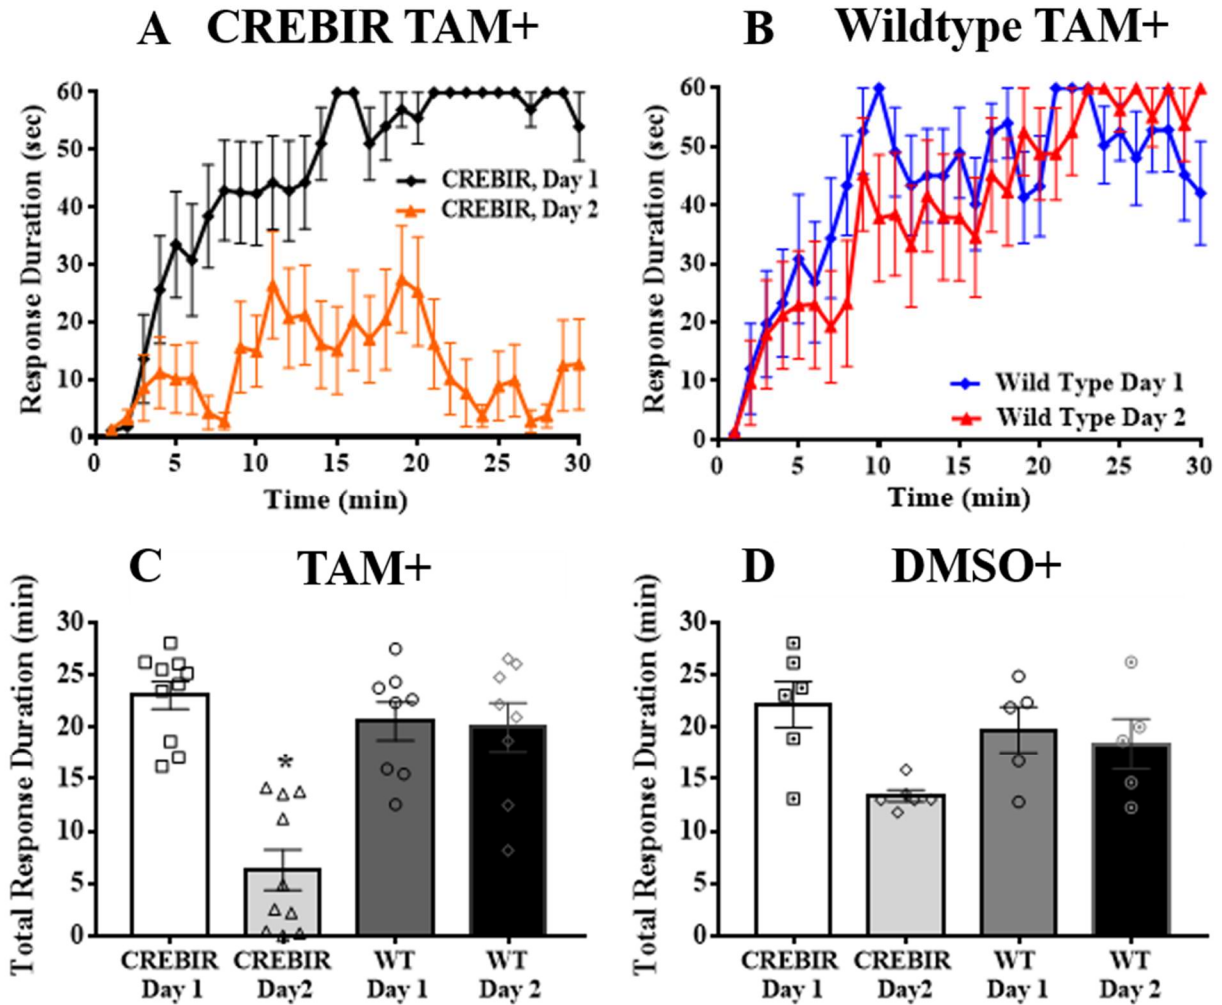 A CREBIR TAM+
Response Duration (sec)
60
50
40
30
20
10
0
CREBIR, Day 1
CREBIR, Day 2
0 5 10 15 20 25 30
Time (min)
B Wildtype TAM+
Response Duration (sec)
60
50
40
30
20
10
0
Wild Type Day 1
Wild Type Day 2
0 5 10 15 20 25 30
Time (min)
C TAM+
Total Response Duration (min)
30
25
20
15
10
5
0
*
CREBIR CREBIR WT WT
Day 1 Day2 Day 1 Day 2
D DMSO+
Total Response Duration (min)
30
25
20
15
10
5
0
CREBIR CREBIR WT WT
Day 1 Day2 Day 1 Day 2